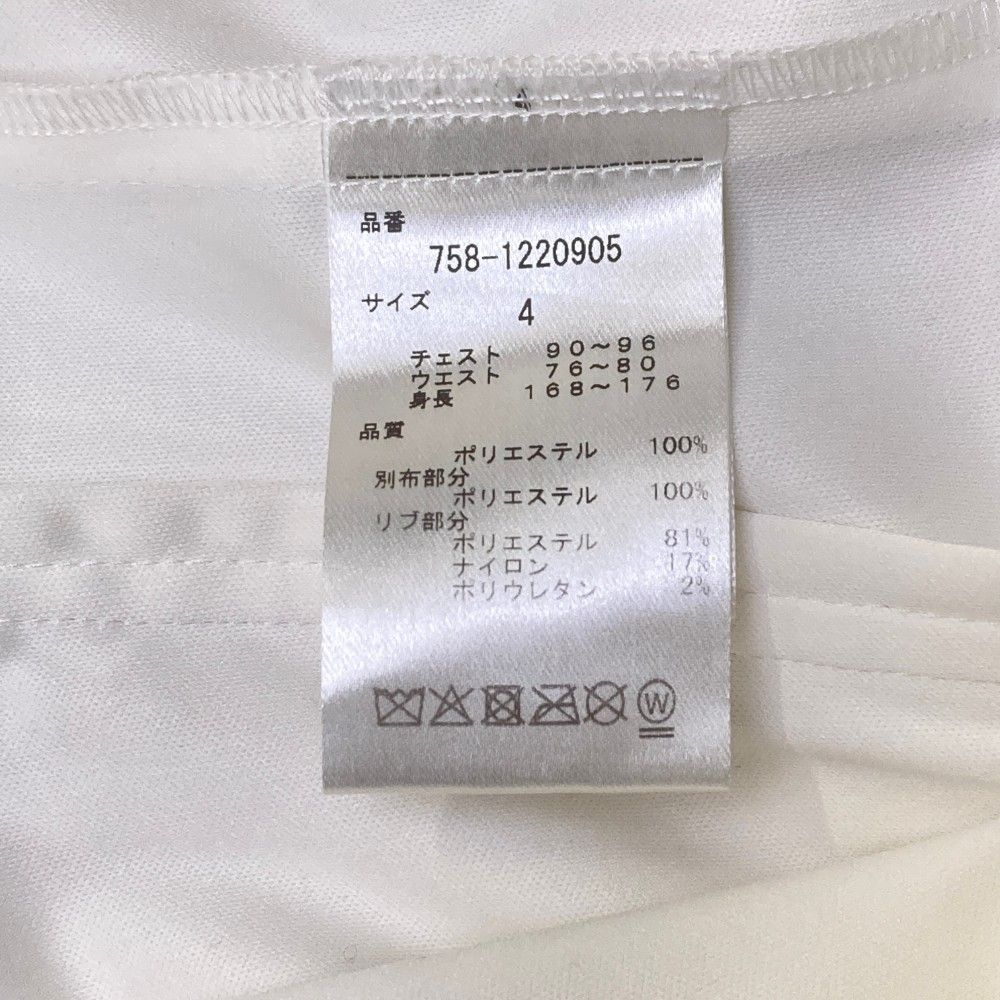 品番
758-1220905
サイズ 4
チェスト 90～96
ウエスト 76～80
身長 168～176
品質
ポリエステル 100%
別布部分
ポリエステル 100%
リブ部分
ポリエステル 81%
ナイロン 17%
ポリウレタン 2%
W